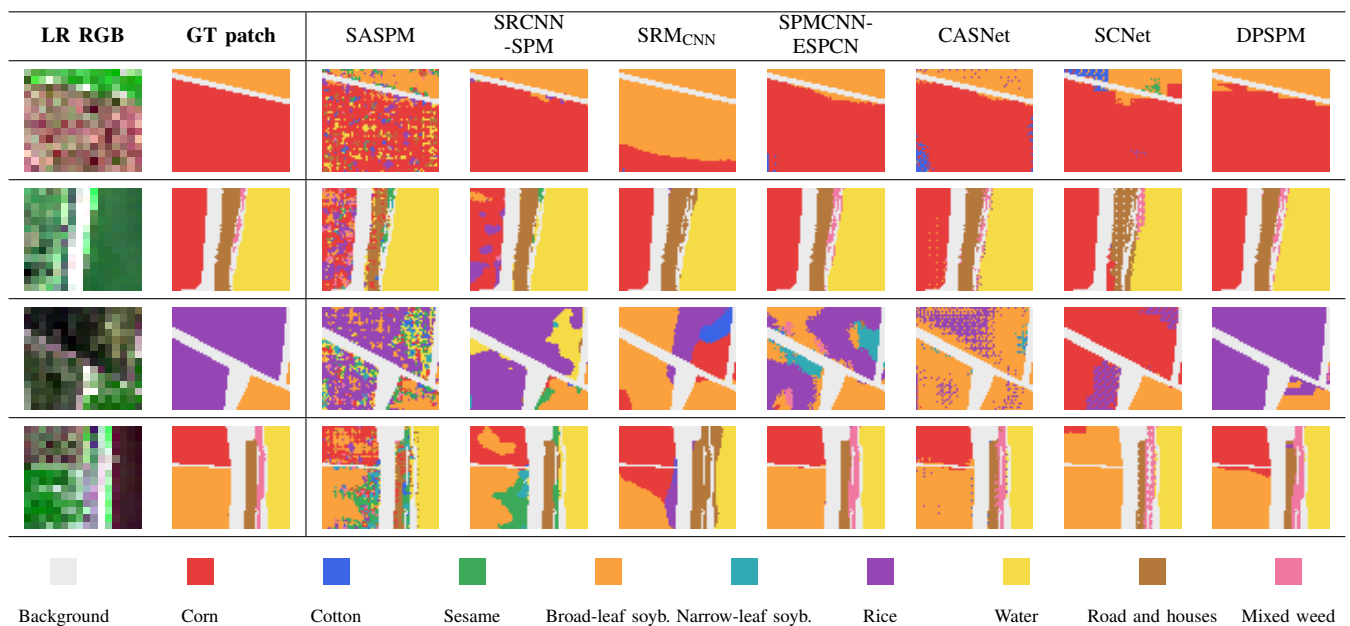 LR RGB GT patch SASPM SRCNN -SPM SRM_CNN SPMCNN- ESPCN CASNet SCNet DPSPM
Background Corn Cotton Sesame Broad-leaf soyb. Narrow-leaf soyb. Rice Water Road and houses Mixed weed